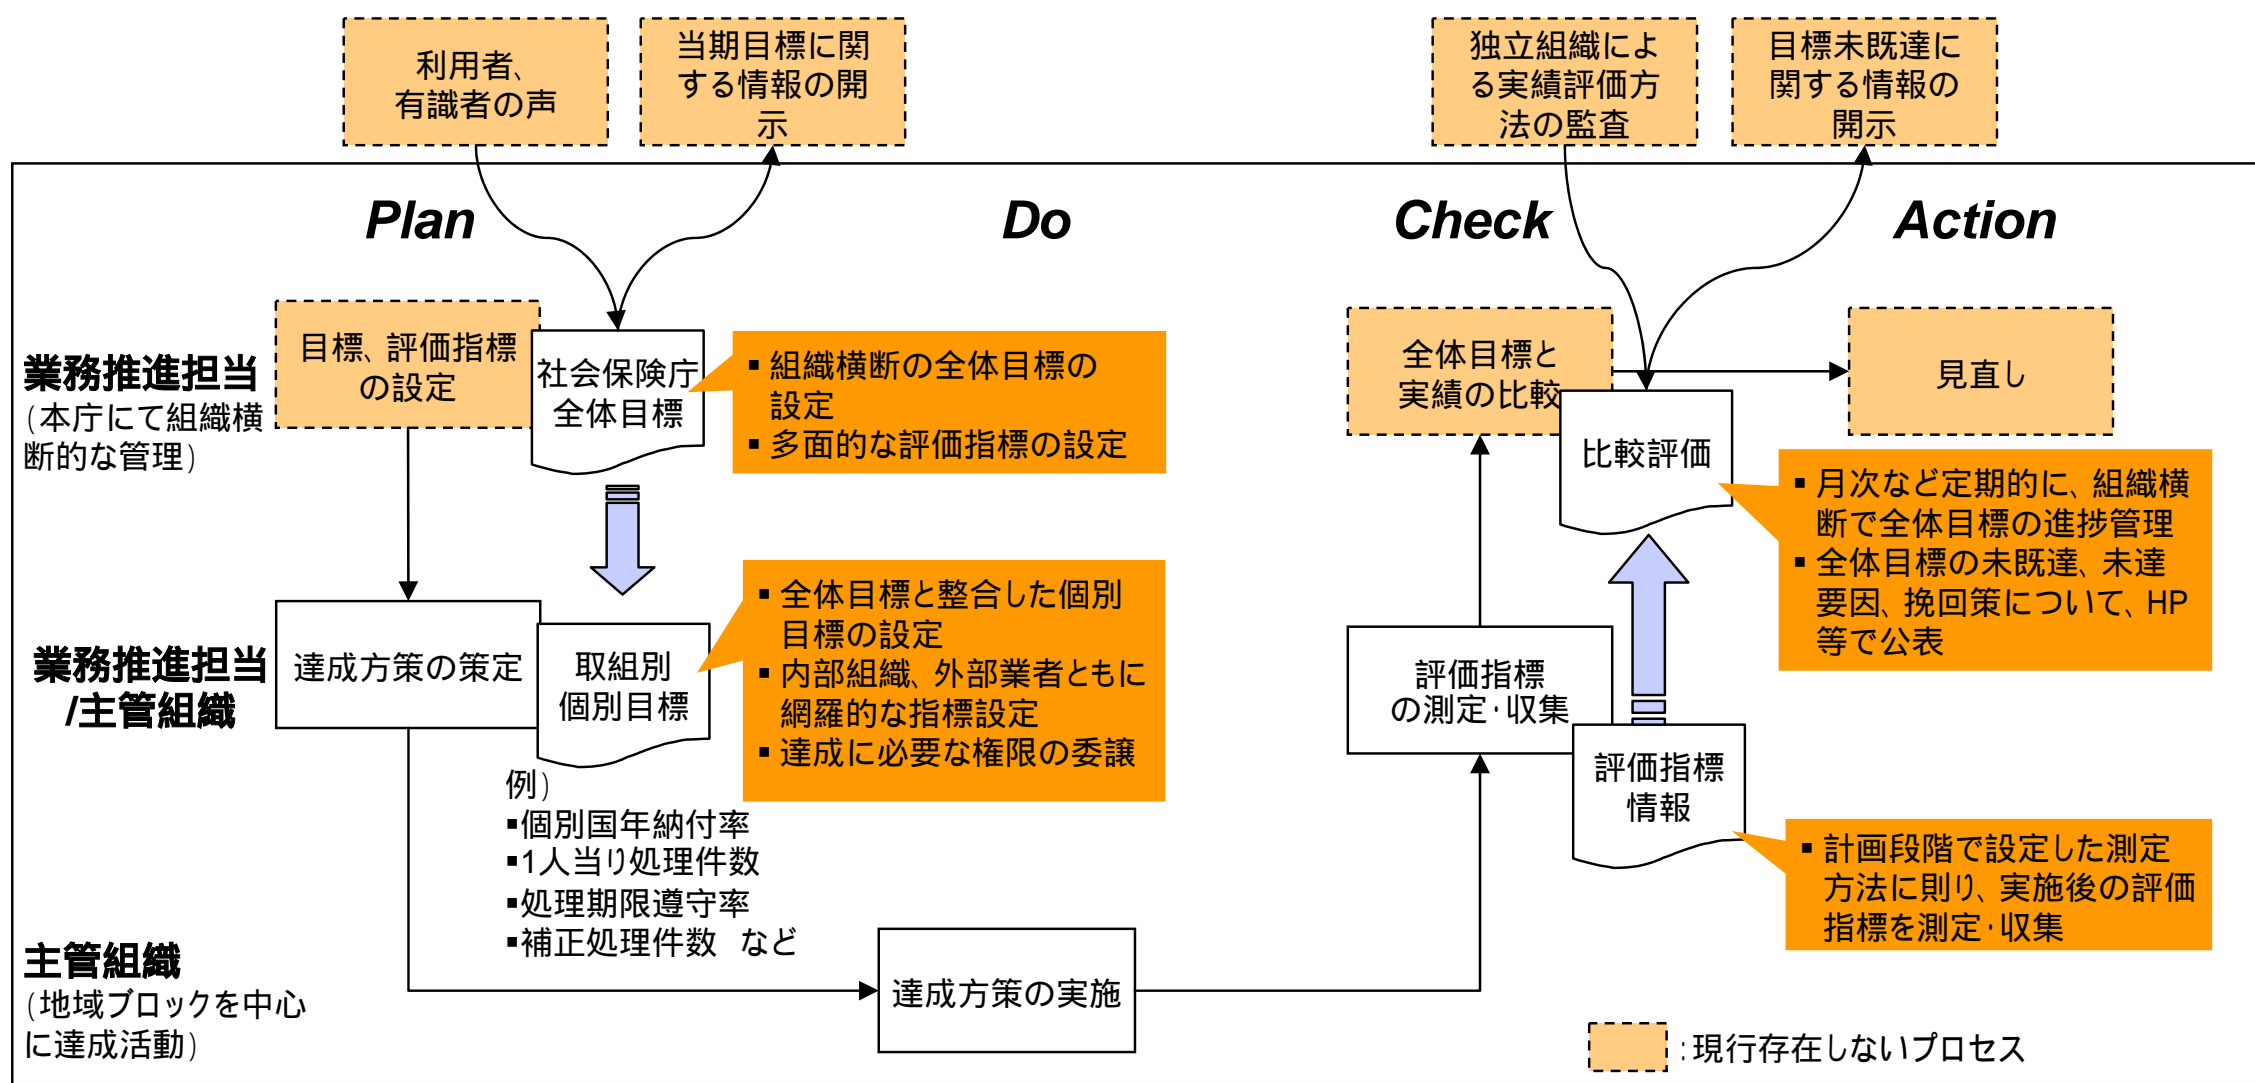 利用者、
有識者の声
当期目標に関
する情報の開
示
独立組織によ
る実績評価方
法の監査
目標未既達に
関する情報の
開示
Plan
Do
Check
Action
業務推進担当
(本庁にて組織横
断的な管理)
目標、評価指標
の設定
社会保険庁
全体目標
▪ 組織横断の全体目標の
設定
▪ 多面的な評価指標の設定
全体目標と
実績の比較
比較評価
見直し
▪ 月次など定期的に、組織横
断で全体目標の進捗管理
▪ 全体目標の未既達、未達
要因、挽回策について、HP
等で公表
業務推進担当
/主管組織
達成方策の策定
取組別
個別目標
▪ 全体目標と整合した個別
目標の設定
▪ 内部組織、外部業者ともに
網羅的な指標設定
▪ 達成に必要な権限の委譲
例)
▪個別国年納付率
▪1人当り処理件数
▪処理期限遵守率
▪補正処理件数 など
評価指標
の測定・収集
評価指標
情報
▪ 計画段階で設定した測定
方法に則り、実施後の評価
指標を測定・収集
主管組織
(地域ブロックを中心
に達成活動)
達成方策の実施
:現行存在しないプロセス